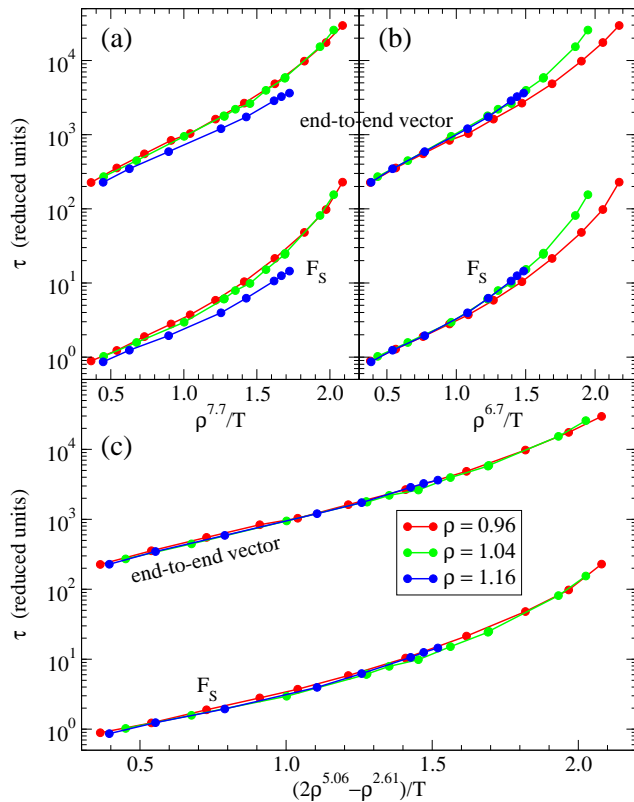 (a)
(b)
10^4
10^3
10^2
10^1
10^0
τ (reduced units)
end-to-end vector
F_S
F_S
0.5 1.0 1.5 2.0
0.5 1.0 1.5 2.0
ρ^7.7/T
ρ^6.7/T
(c)
10^4
10^3
10^2
10^1
10^0
τ (reduced units)
end-to-end vector
F_S
ρ = 0.96
ρ = 1.04
ρ = 1.16
0.5 1.0 1.5 2.0
(2ρ^5.06−ρ^2.61)/T